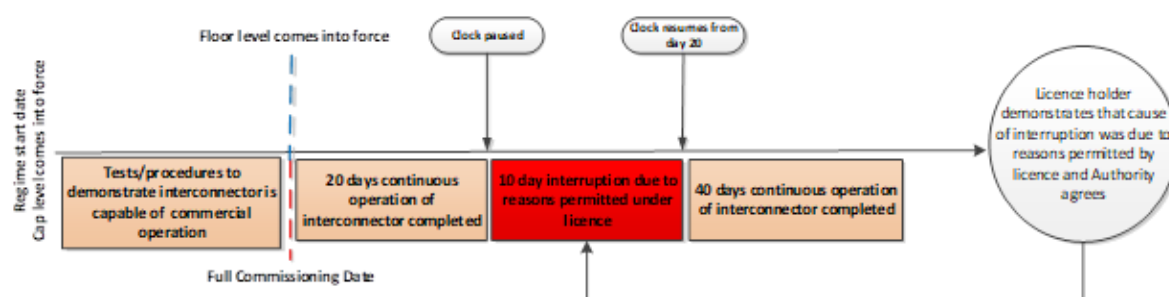 Regime start date
Cap level comes into force
Floor level comes into force
Clock paused
Clock resumes from
day 20
Licence holder
demonstrates that cause
of interruption was due to
reasons permitted by
licence and Authority
agrees
Tests/procedures to
demonstrate interconnector is
capable of commercial
operation
20 days continuous
operation of
interconnector completed
10 day interruption due to
reasons permitted under
licence
40 days continuous operation
of interconnector completed
Full Commissioning Date